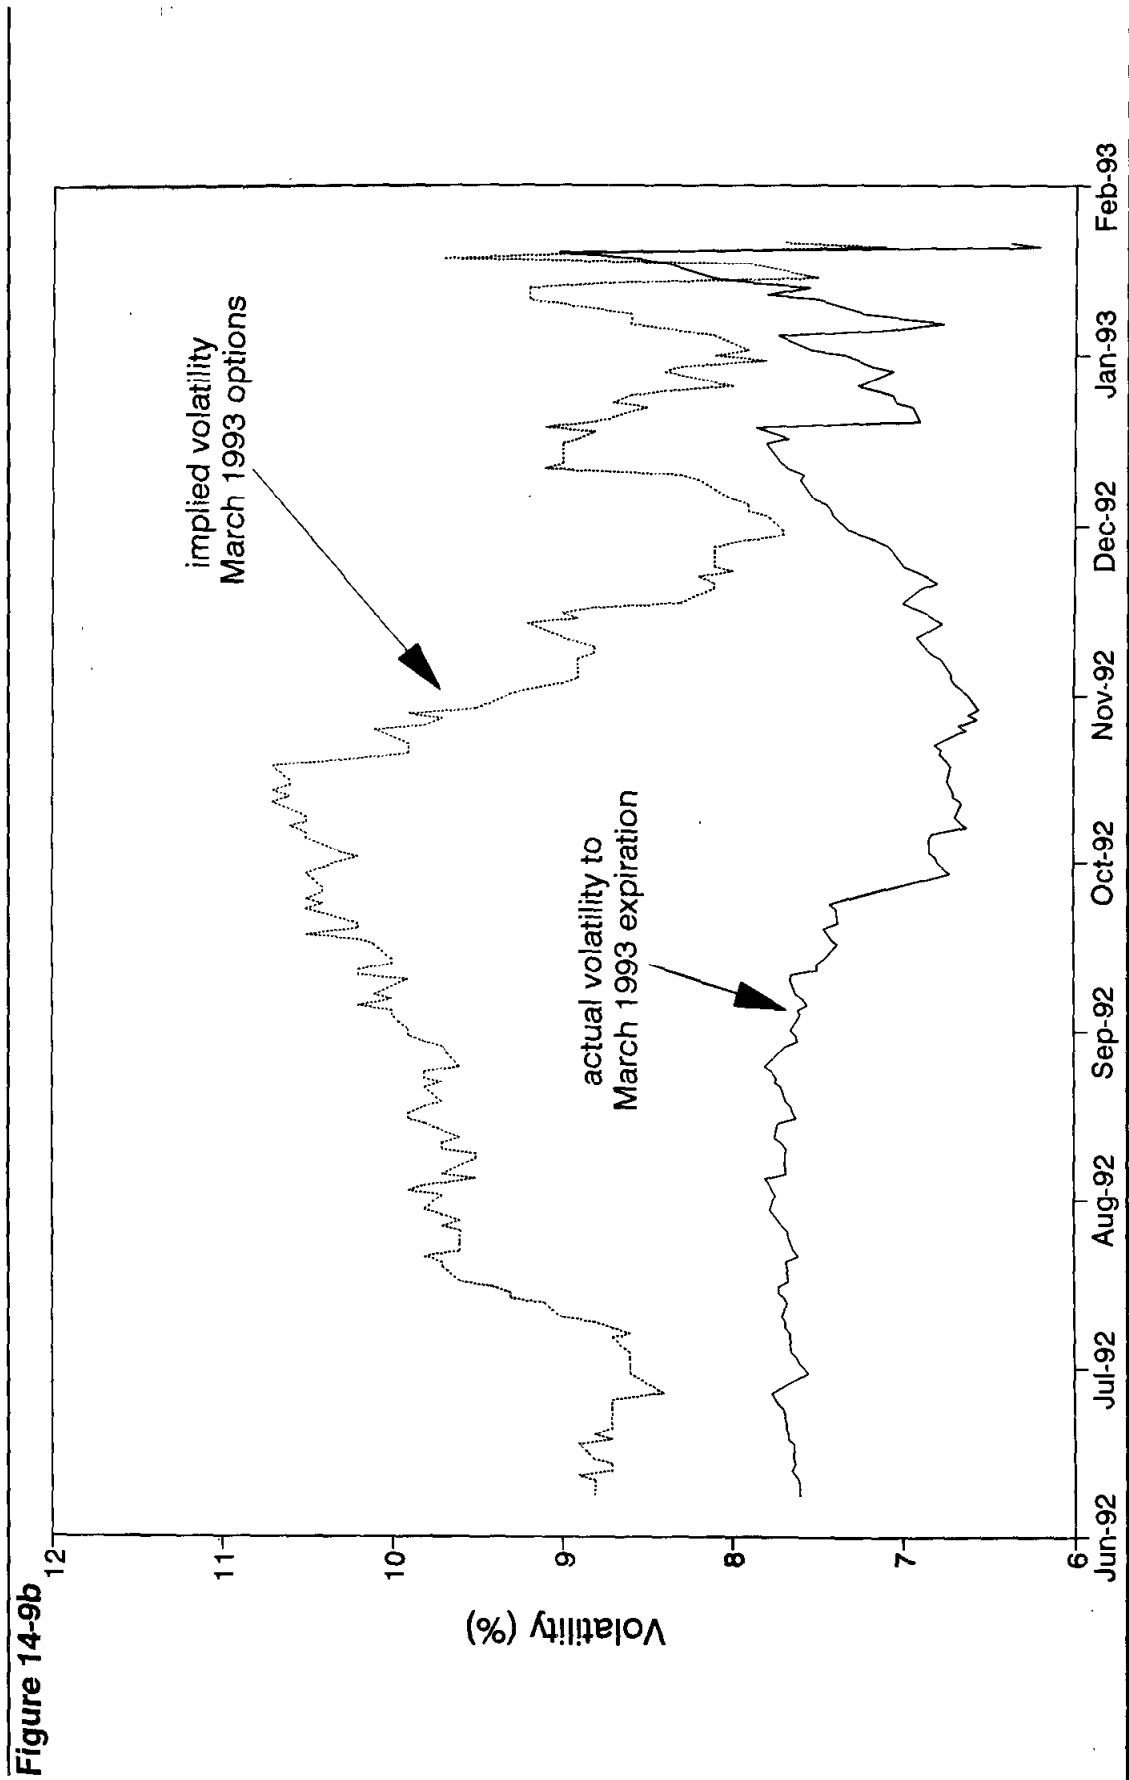 Figure 14-9b
12
11
10
9
8
7
6
Volatility (%)
implied volatility
March 1993 options
actual volatility to
March 1993 expiration
Jun-92
Jul-92
Aug-92
Sep-92
Oct-92
Nov-92
Dec-92
Jan-93
Feb-93